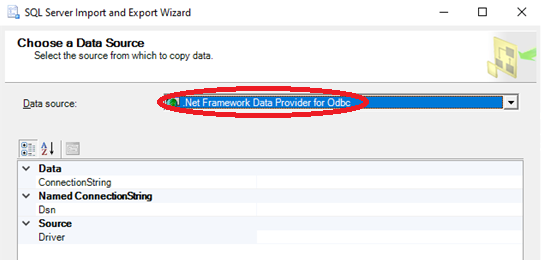 SQL Server Import and Export Wizard
Choose a Data Source
Select the source from which to copy data.
Data source: .Net Framework Data Provider for Odbc
Data
ConnectionString
Named ConnectionString
Dsn
Source
Driver